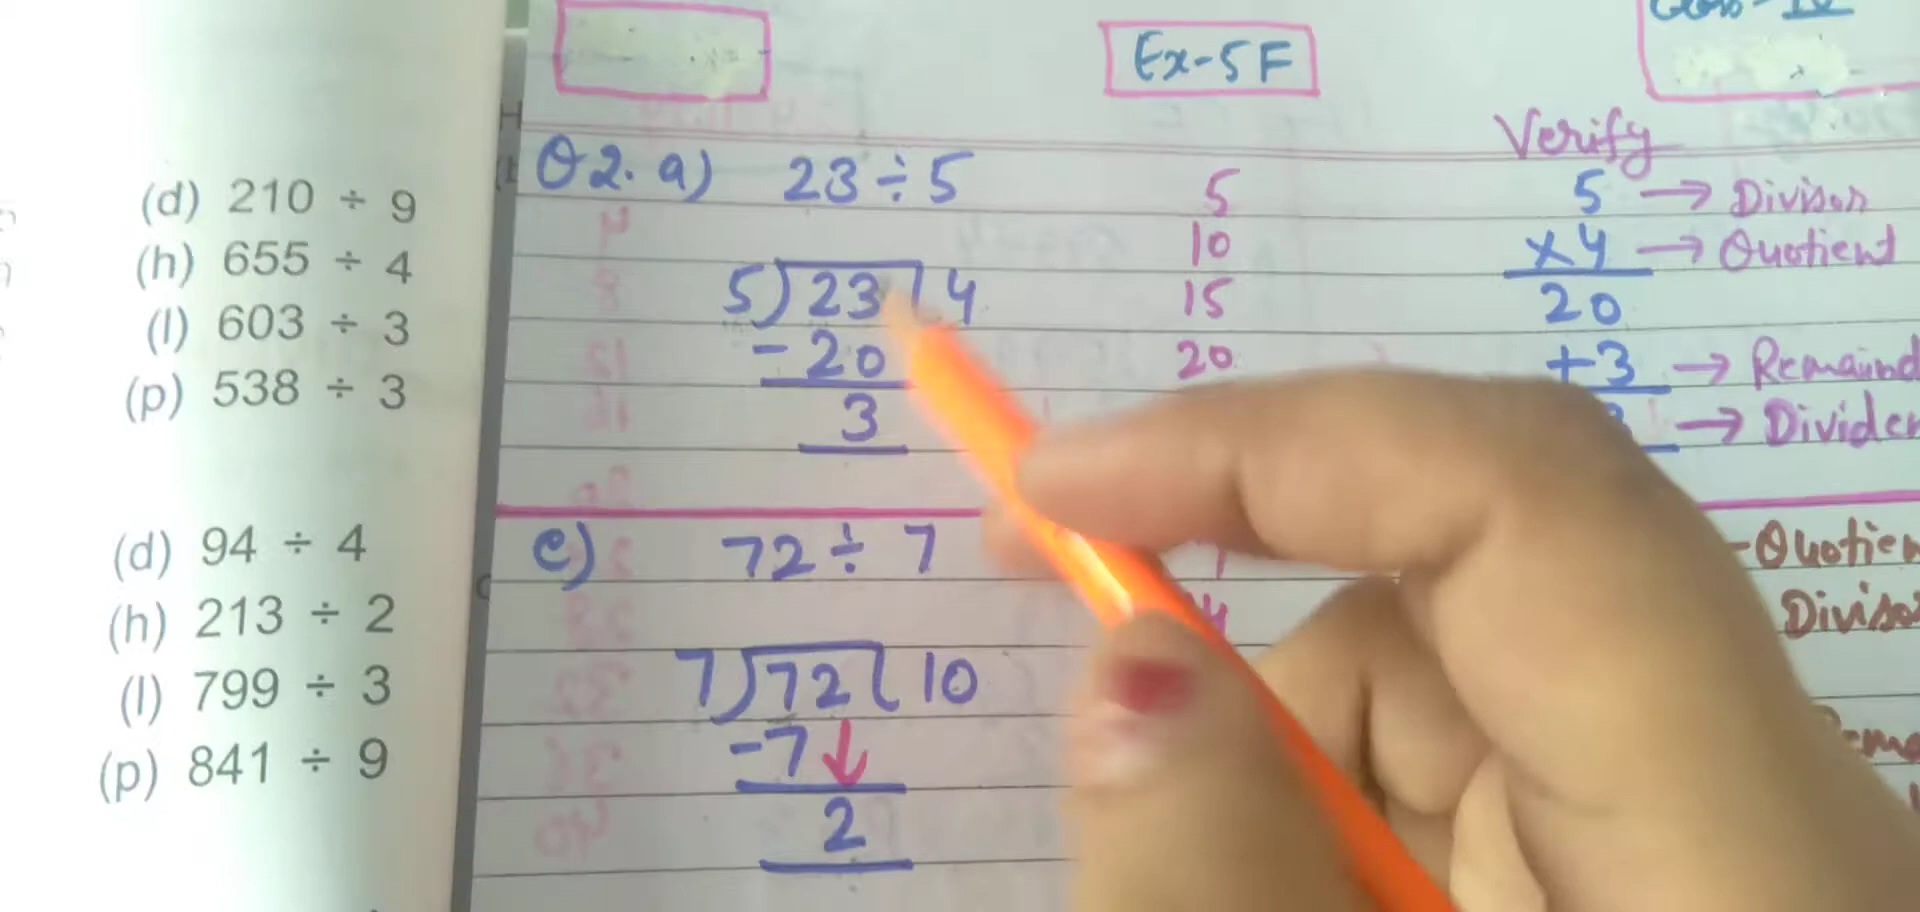 (d) 210 ÷ 9
(h) 655 ÷ 4
(l) 603 ÷ 3
(p) 538 ÷ 3
(d) 94 ÷ 4
(h) 213 ÷ 2
(l) 799 ÷ 3
(p) 841 ÷ 9
Ex-5F
Verify
Q2. a) 23 ÷ 5
5) 23 4
-20
3
5
10
15
20
5 → Divisor
×4 → Quotient
20
+3 → Remaind
→ Dividen
e) 72 ÷ 7
7) 72 10
-7 ↓
2
-Quotien
Diviso